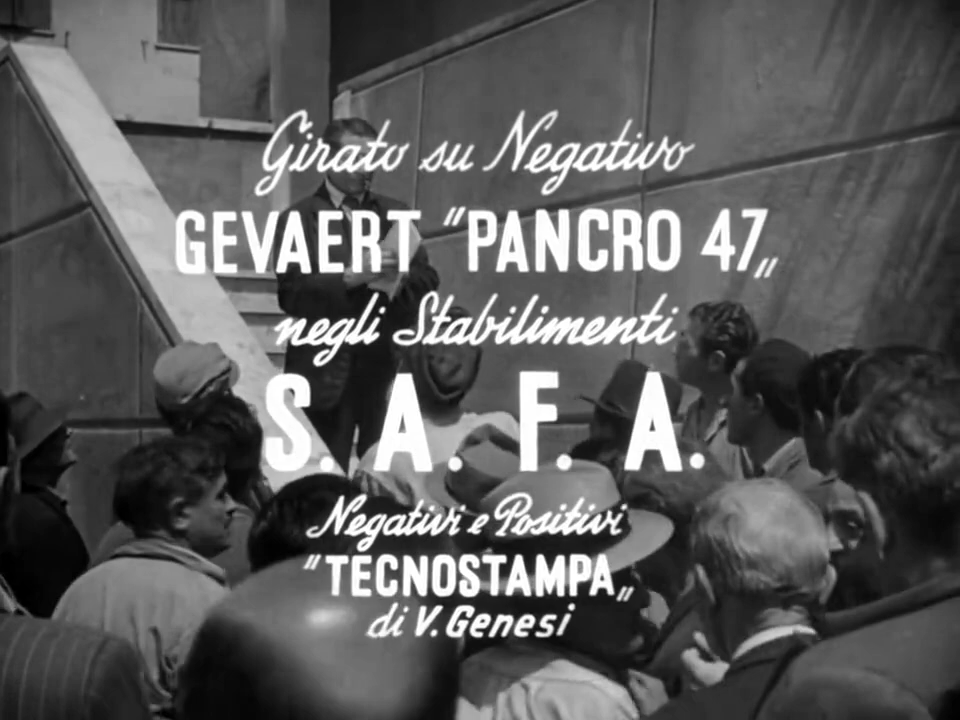 Girato su Negativo
GEVAERT "PANCRO 47„
negli Stabilimenti
S. A. F. A.
Negativi e Positivi
"TECNOSTAMPA„
di V. Genesi